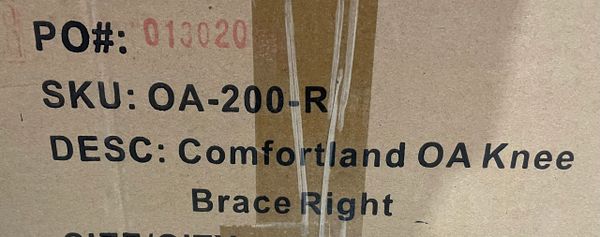 PO#: 013020
SKU: OA-200-R
DESC: Comfortland OA Knee
Brace Right